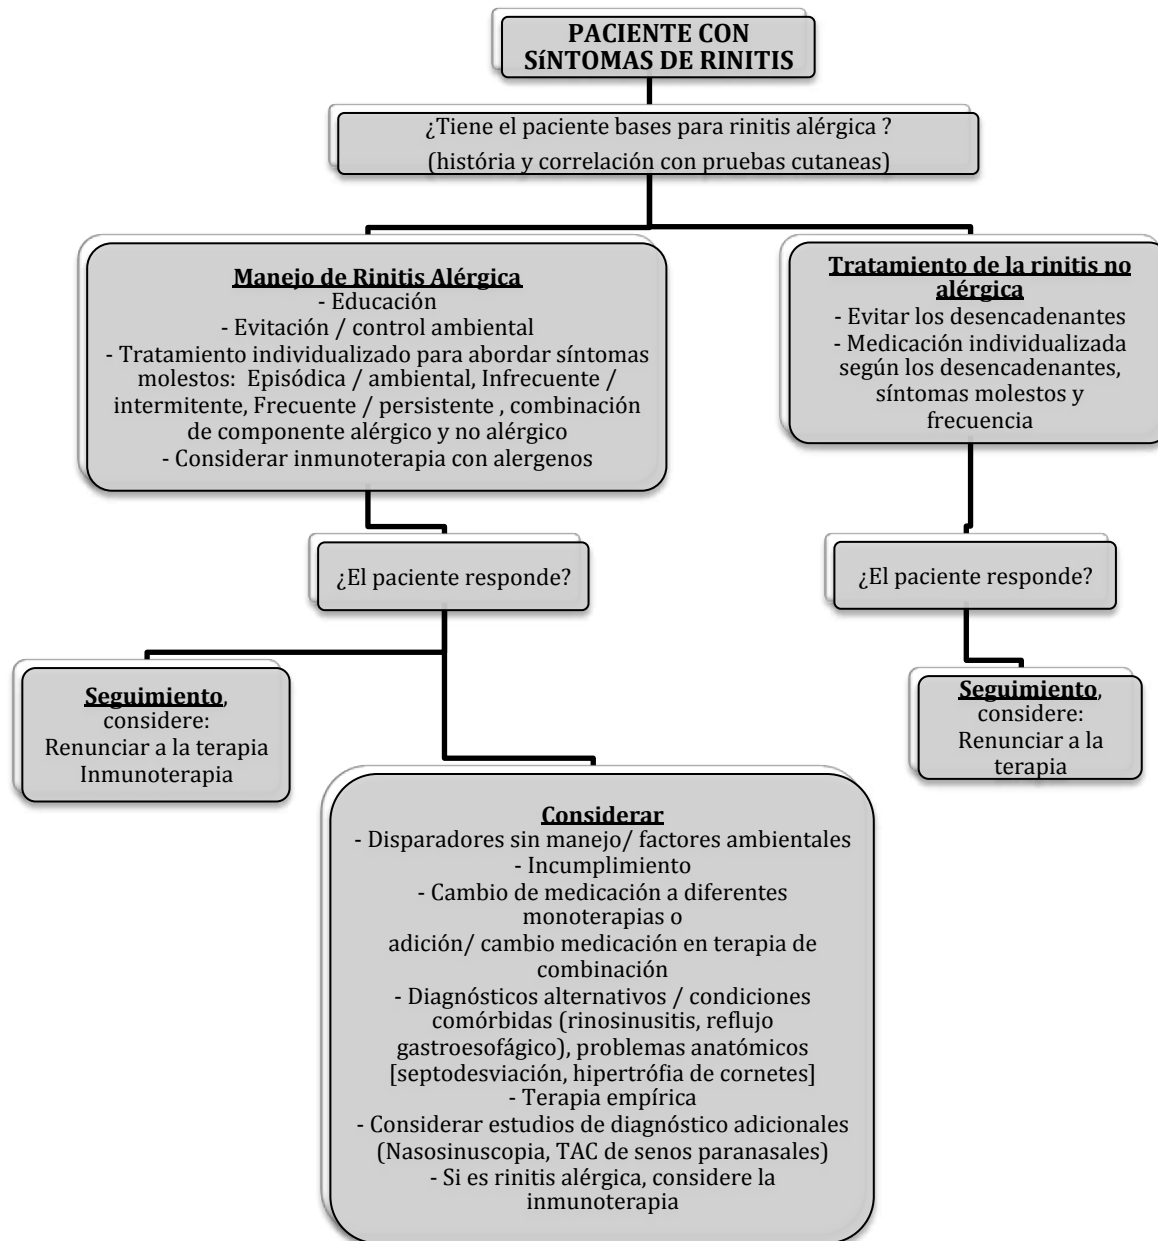 PACIENTE CON
SíNTOMAS DE RINITIS
¿Tiene el paciente bases para rinitis alérgica ?
(história y correlación con pruebas cutaneas)
Manejo de Rinitis Alérgica
- Educación
- Evitación / control ambiental
- Tratamiento individualizado para abordar síntomas
molestos:  Episódica / ambiental, Infrecuente /
intermitente, Frecuente / persistente , combinación
de componente alérgico y no alérgico
- Considerar inmunoterapia con alergenos
Tratamiento de la rinitis no
alérgica
- Evitar los desencadenantes
- Medicación individualizada
según los desencadenantes,
síntomas molestos y
frecuencia
¿El paciente responde?
¿El paciente responde?
Seguimiento,
considere:
Renunciar a la terapia
Inmunoterapia
Seguimiento,
considere:
Renunciar a la
terapia
Considerar
- Disparadores sin manejo/ factores ambientales
- Incumplimiento
- Cambio de medicación a diferentes
monoterapias o
adición/ cambio medicación en terapia de
combinación
- Diagnósticos alternativos / condiciones
comórbidas (rinosinusitis, reflujo
gastroesofágico), problemas anatómicos
[septodesviación, hipertrófia de cornetes]
- Terapia empírica
- Considerar estudios de diagnóstico adicionales
(Nasosinuscopia, TAC de senos paranasales)
- Si es rinitis alérgica, considere la
inmunoterapia